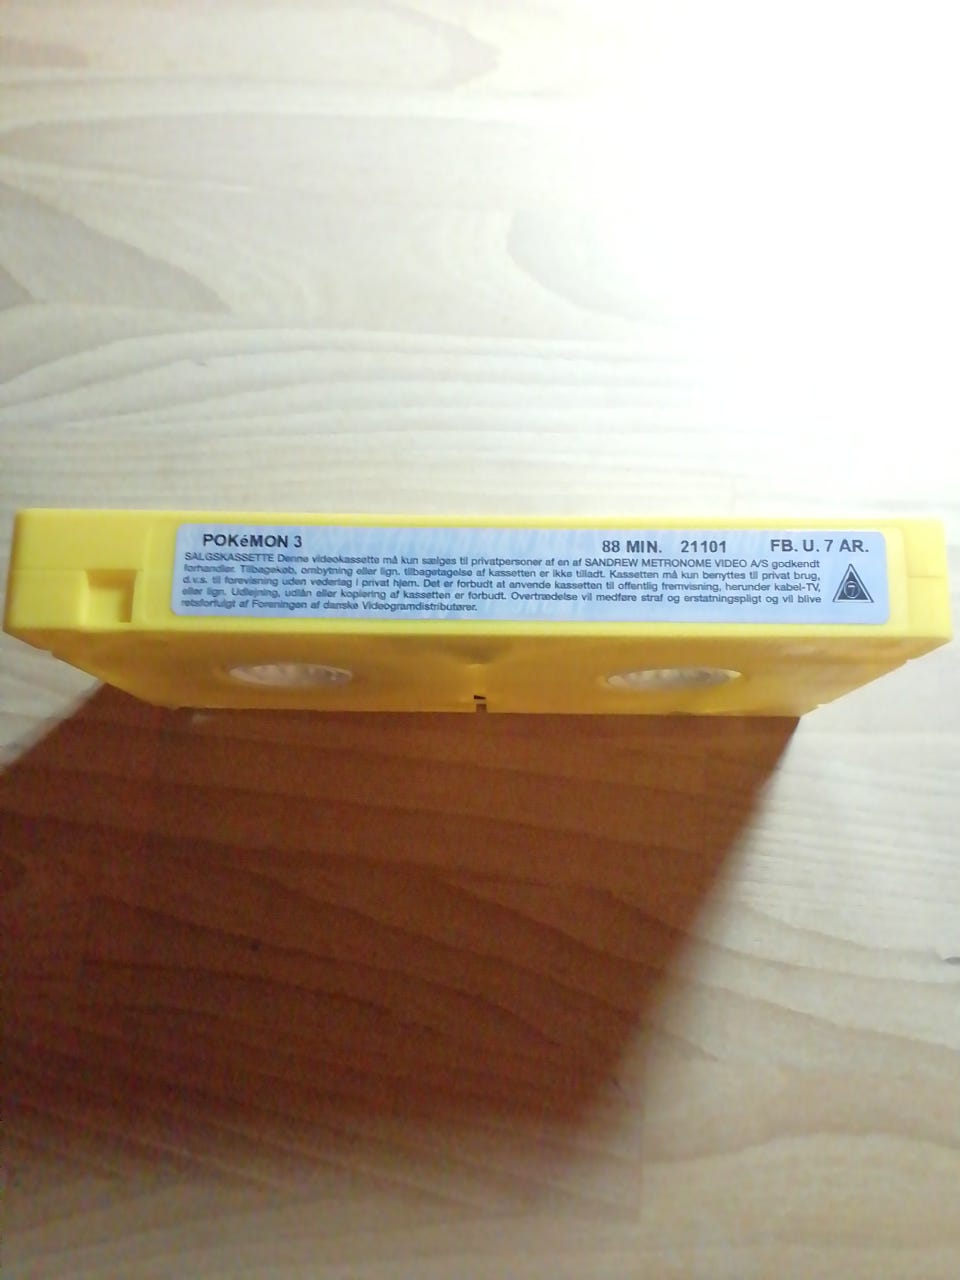 POKéMON 3 88 MIN. 21101 FB. U. 7 AR.
SALGSKASSETTE Denne videokassette må kun sælges til privatpersoner af en af SANDREW METRONOME VIDEO A/S godkendt
forhandler. Tilbagekøb, ombytning eller lign. tilbagetagelse af kassetten er ikke tilladt. Kassetten må kun benyttes til privat brug,
d.v.s. til forevisning uden vederlag i privat hjem. Det er forbudt at anvende kassetten til offentlig fremvisning, herunder kabel-TV,
eller lign. Udlejning, udlån eller kopiering af kassetten er forbudt. Overtrædelse vil medføre straf og erstatningspligt og vil blive
retsforfulgt af Foreningen af danske Videogramdistributører.
7